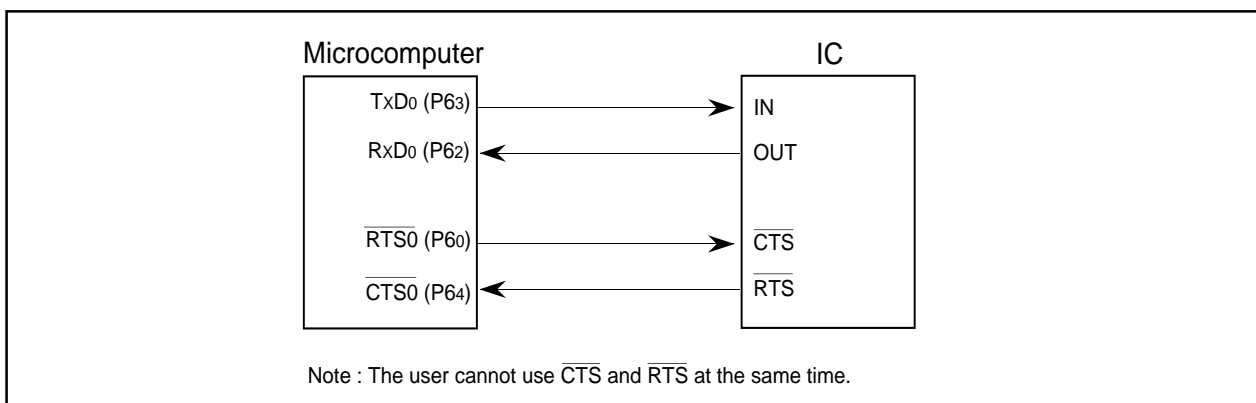 Microcomputer IC
TxD0 (P63) IN
RxD0 (P62) OUT
RTS0 (P60) CTS
CTS0 (P64) RTS
Note : The user cannot use CTS and RTS at the same time.